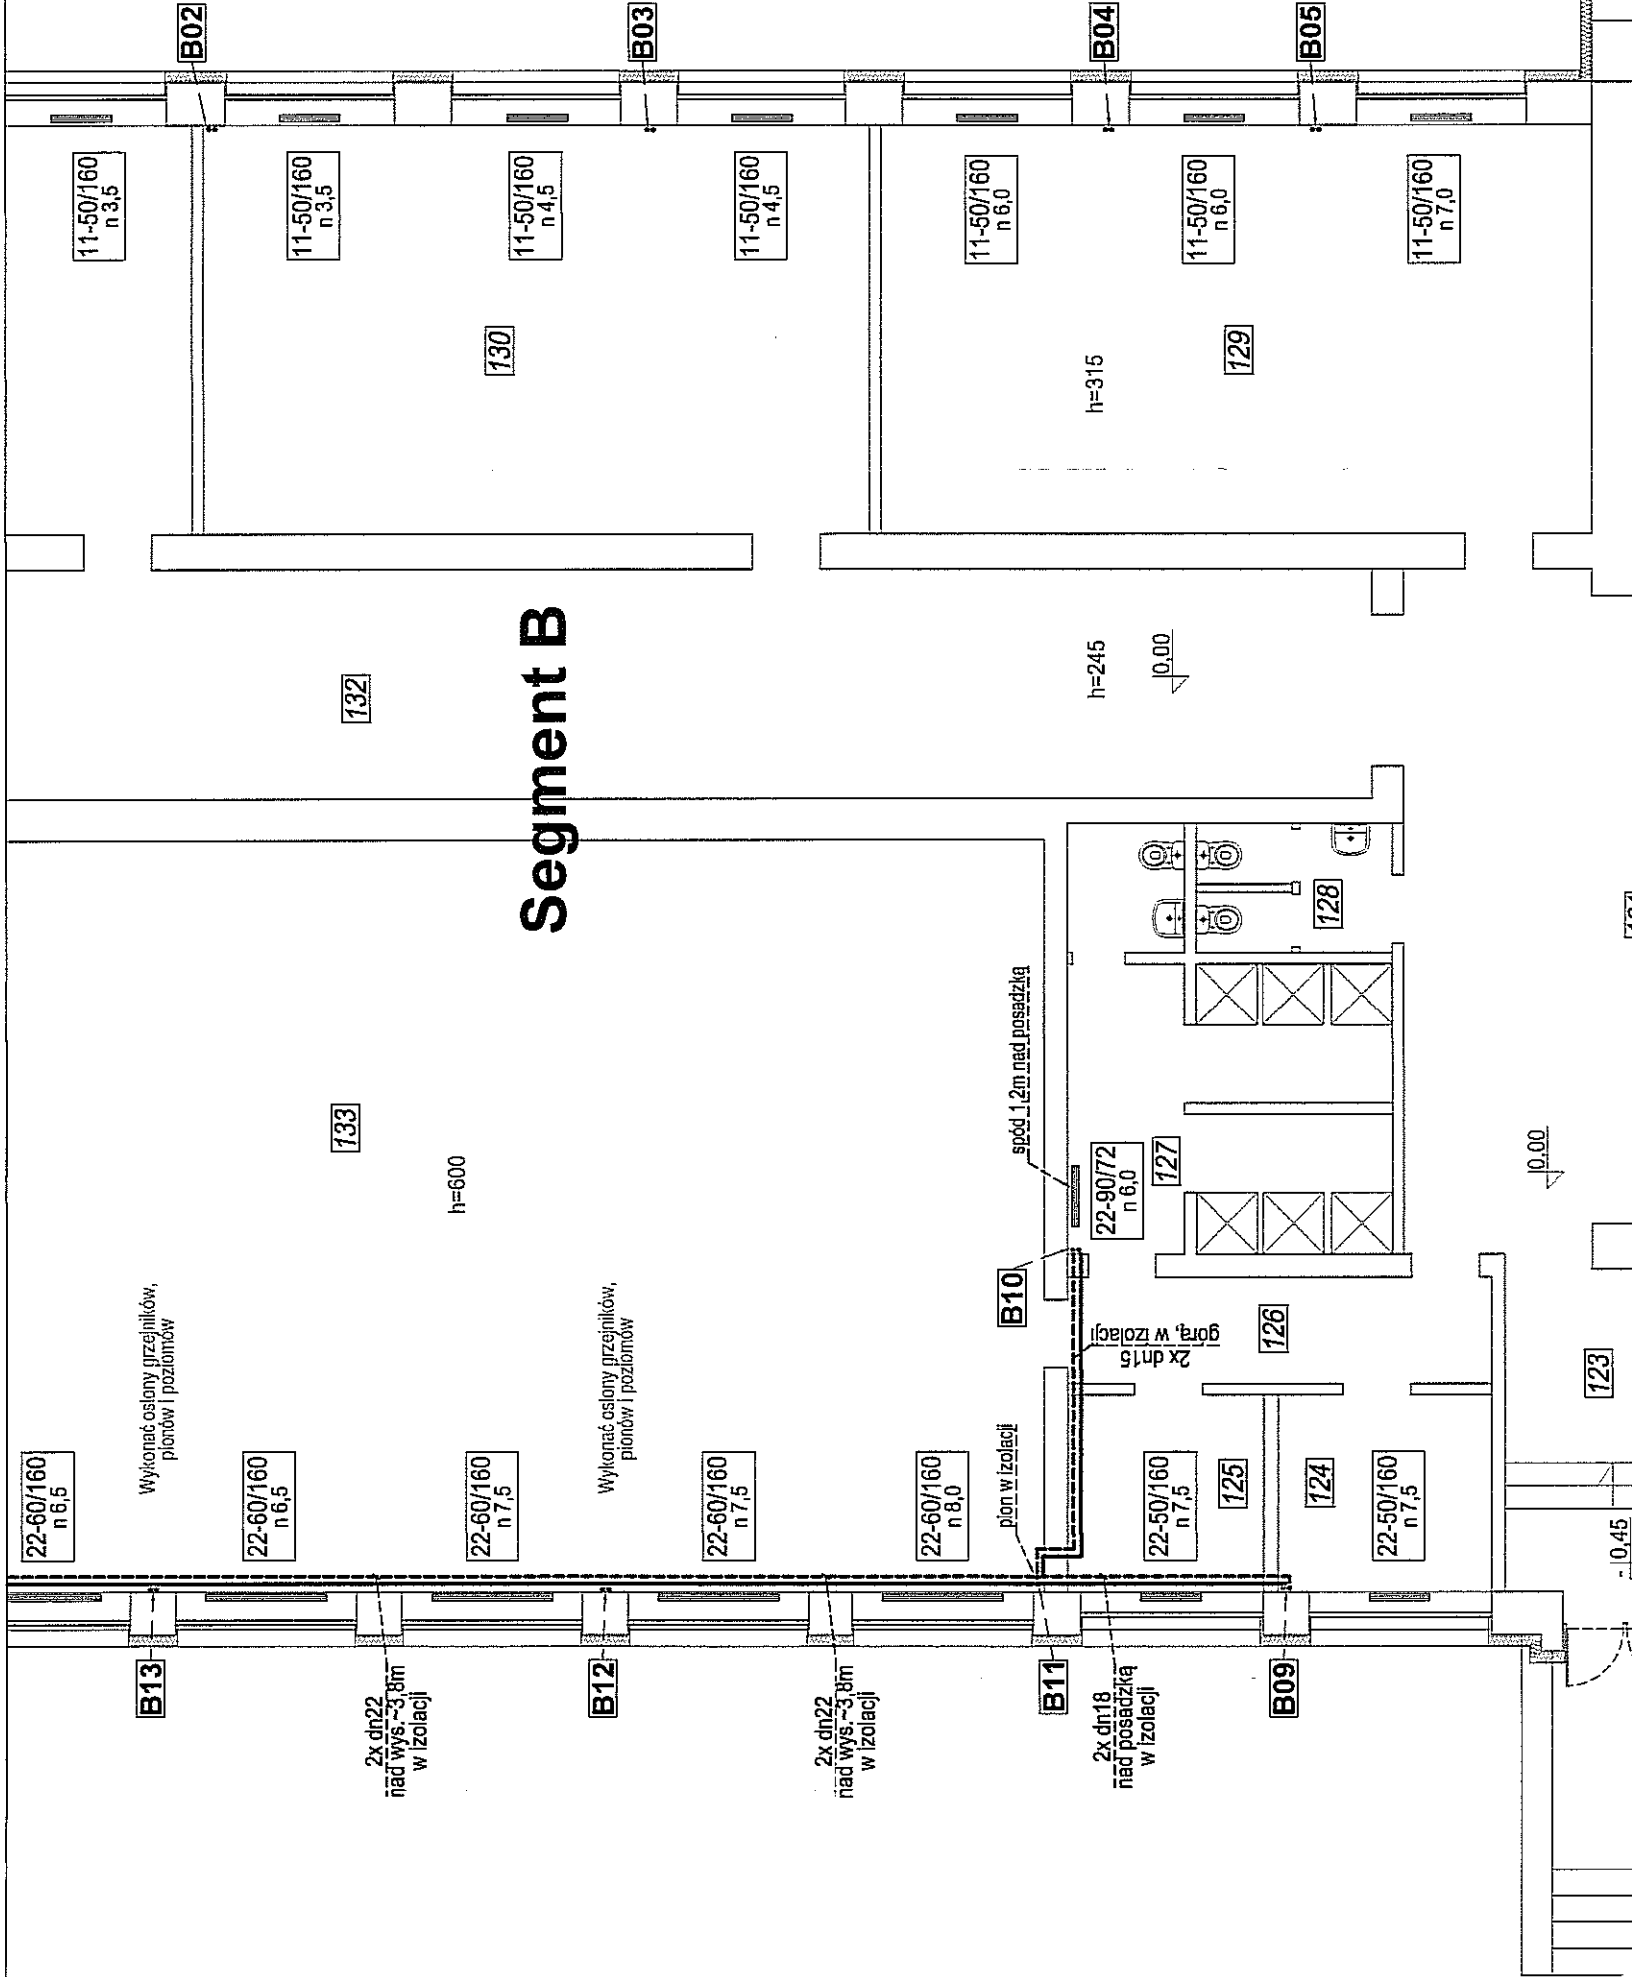 B02
B03
B04
B05
11-50/160
n 3,5
11-50/160
n 3,5
11-50/160
n 4,5
11-50/160
n 4,5
11-50/160
n 6,0
11-50/160
n 6,0
11-50/160
n 7,0
130
129
h=315
132
Segment B
h=245
0,00
133
h=600
128
spód 1,2m nad posadzką
22-90/72
n 6,0
127
0,00
B10
2x dn15
górą, w izolacji
126
123
Wykonać osłony grzejników,
pionów i poziomów
Wykonać osłony grzejników,
pionów i poziomów
22-60/160
n 6,5
22-60/160
n 6,5
22-60/160
n 7,5
22-60/160
n 7,5
22-60/160
n 8,0
pion w izolacji
22-50/160
n 7,5
125
124
22-50/160
n 7,5
0,45
B13
2x dn22
nad wys.~3,8m
w izolacji
B12
2x dn22
nad wys.~3,8m
w izolacji
B11
2x dn18
nad posadzką
w izolacji
B09